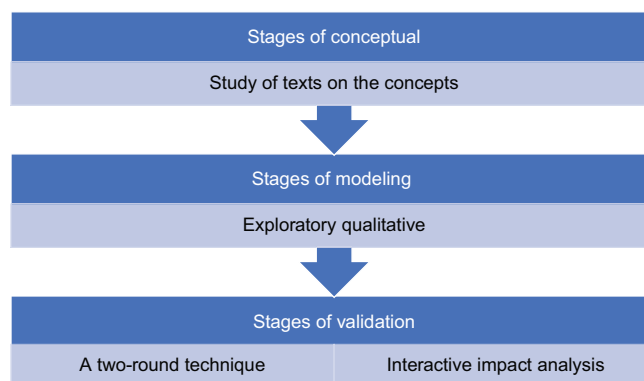 Stages of conceptual
Study of texts on the concepts
Stages of modeling
Exploratory qualitative
Stages of validation
A two-round technique
Interactive impact analysis